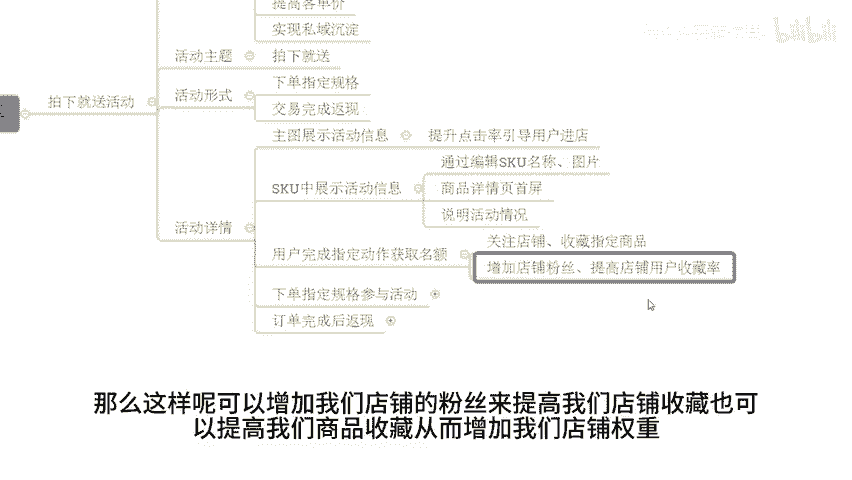 提高客单价
实现私域沉淀
活动主题
拍下就送
下单指定规格
活动形式
拍下就送活动
交易完成返现
主图展示活动信息
提升点击率引导用户进店
通过编辑SKU名称、图片
SKU中展示活动信息
商品详情页首屏
说明活动情况
活动详情
关注店铺、收藏指定商品
用户完成指定动作获取名额
增加店铺粉丝、提高店铺用户收藏率
下单指定规格参与活动
订单完成后返现
那么这样呢可以增加我们店铺的粉丝来提高我们店铺收藏也可
以提高我们商品收藏从而增加我们店铺权重
bilibili